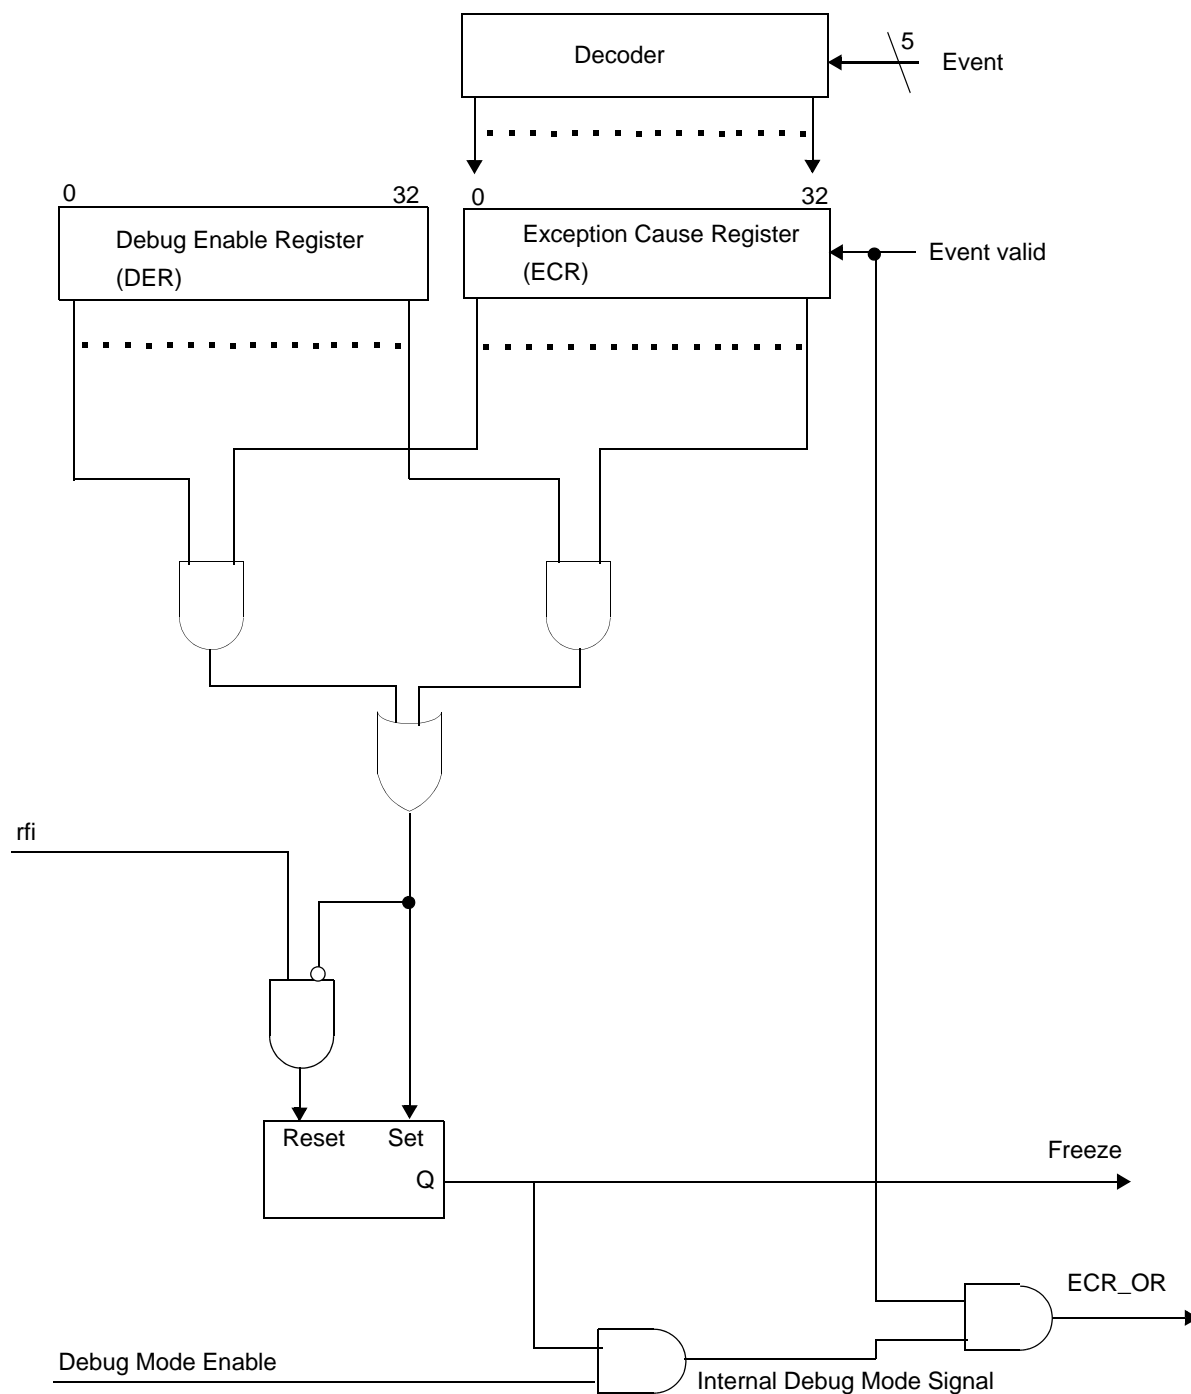 Decoder
5
Event
0
32
0
32
Debug Enable Register
(DER)
Exception Cause Register
(ECR)
Event valid
rfi
Reset
Set
Q
Freeze
ECR_OR
Debug Mode Enable
Internal Debug Mode Signal